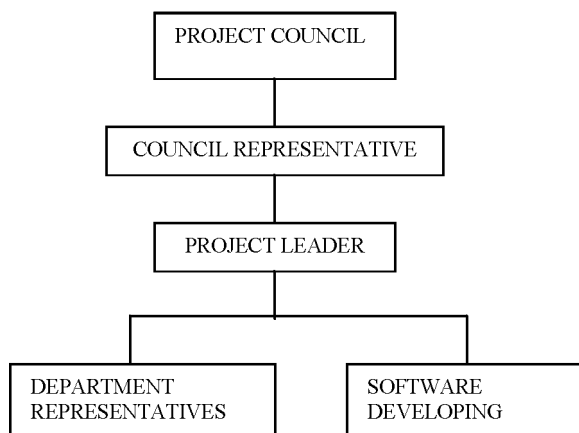 PROJECT COUNCIL
COUNCIL REPRESENTATIVE
PROJECT LEADER
DEPARTMENT
REPRESENTATIVES
SOFTWARE
DEVELOPING